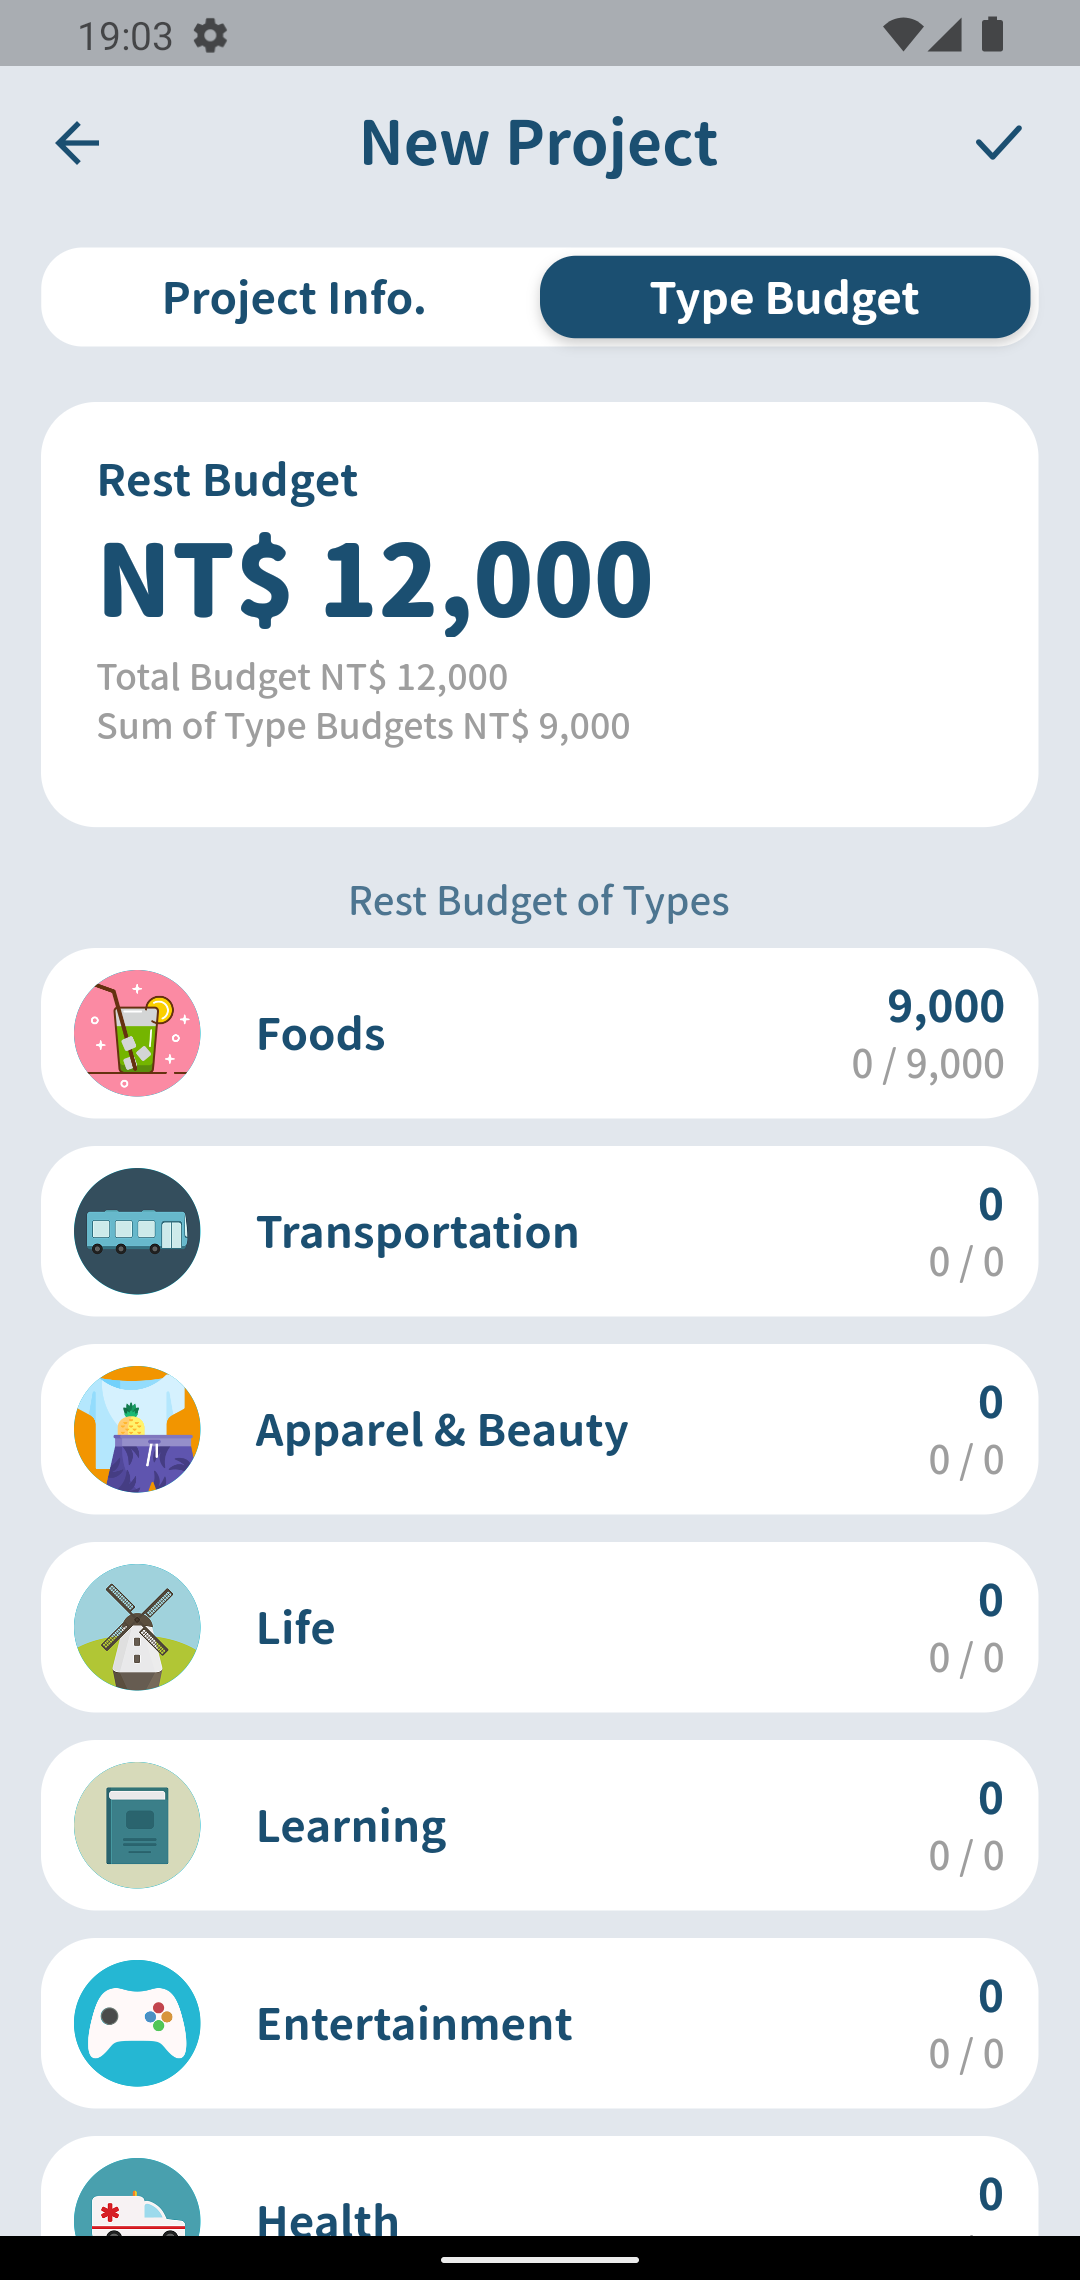 19:03
New Project
Project Info.
Type Budget
Rest Budget
NT$ 12,000
Total Budget NT$ 12,000
Sum of Type Budgets NT$ 9,000
Rest Budget of Types
Foods
9,000
0 / 9,000
Transportation
0
0 / 0
Apparel & Beauty
0
0 / 0
Life
0
0 / 0
Learning
0
0 / 0
Entertainment
0
0 / 0
Health
0